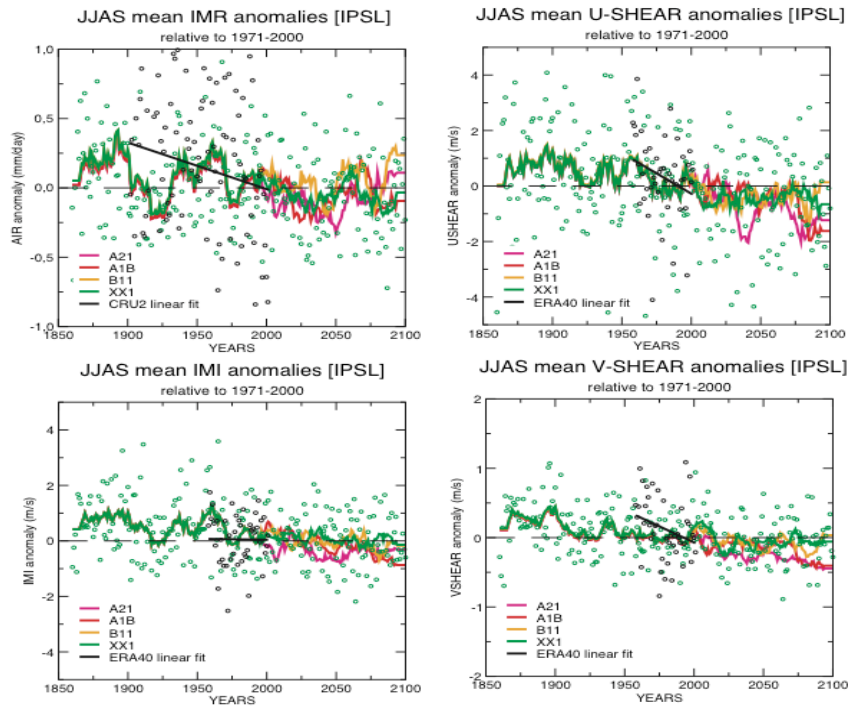 JJAS mean IMR anomalies [IPSL]
relative to 1971-2000
1.0
0.5
0.0
-0.5
-1.0
AIR anomaly (mm/day)
A21
A1B
B11
XX1
CRU2 linear fit
1850 1900 1950 2000 2050 2100
YEARS
JJAS mean U-SHEAR anomalies [IPSL]
relative to 1971-2000
4
2
0
-2
-4
USHEAR anomaly (m/s)
A21
A1B
B11
XX1
ERA40 linear fit
1850 1900 1950 2000 2050 2100
YEARS
JJAS mean IMI anomalies [IPSL]
relative to 1971-2000
4
2
0
-2
-4
IMI anomaly (m/s)
A21
A1B
B11
XX1
ERA40 linear fit
1850 1900 1950 2000 2050 2100
YEARS
JJAS mean V-SHEAR anomalies [IPSL]
relative to 1971-2000
2
1
0
-1
-2
VSHEAR anomaly (m/s)
A21
A1B
B11
XX1
ERA40 linear fit
1850 1900 1950 2000 2050 2100
YEARS